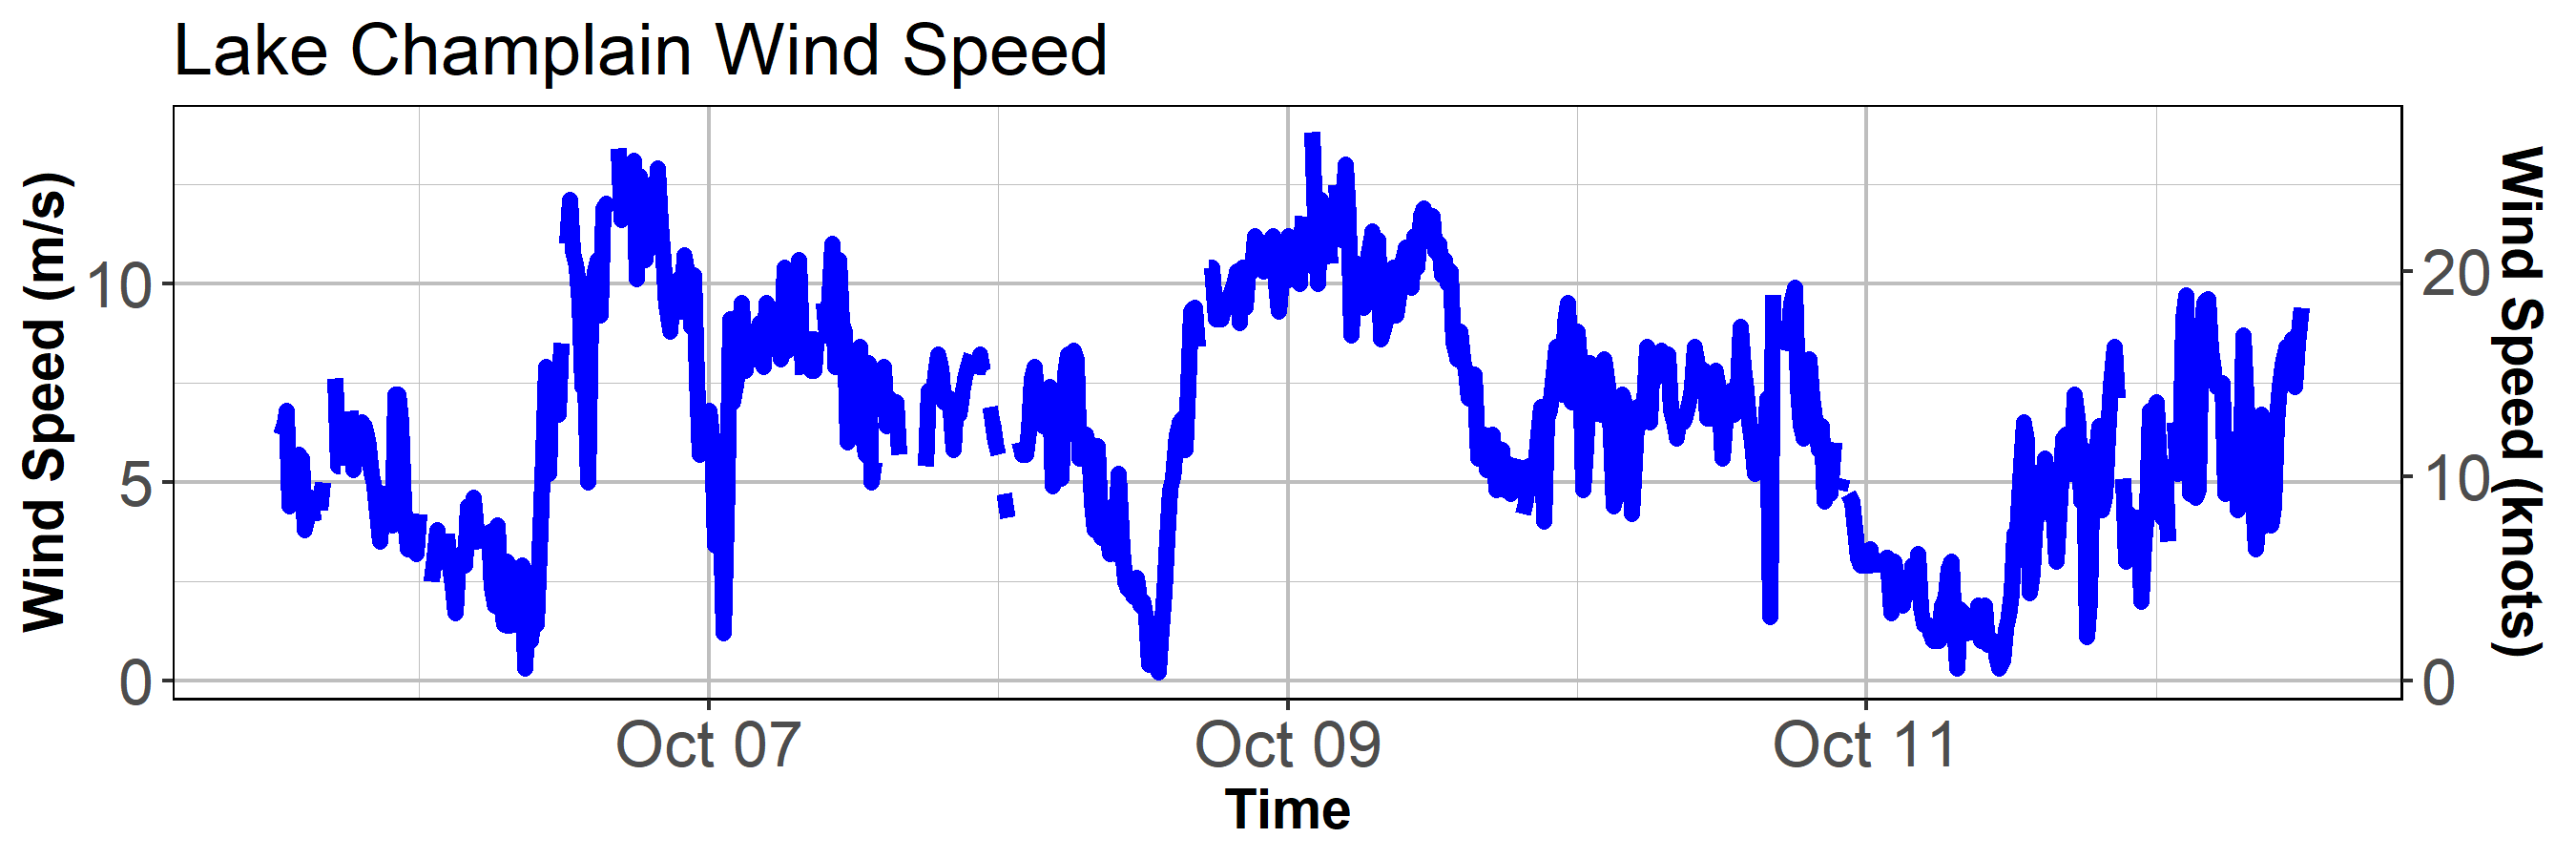 Lake Champlain Wind Speed
Wind Speed (m/s)
10
5
0
20
10
0
Wind Speed (knots)
Oct 07
Oct 09
Oct 11
Time